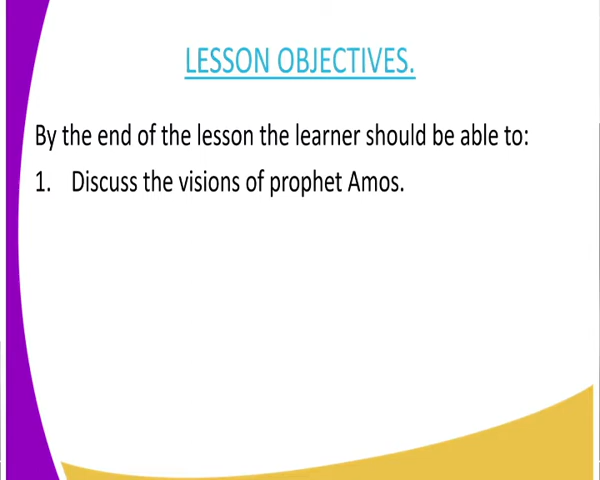 LESSON OBJECTIVES.
By the end of the lesson the learner should be able to:
1. Discuss the visions of prophet Amos.